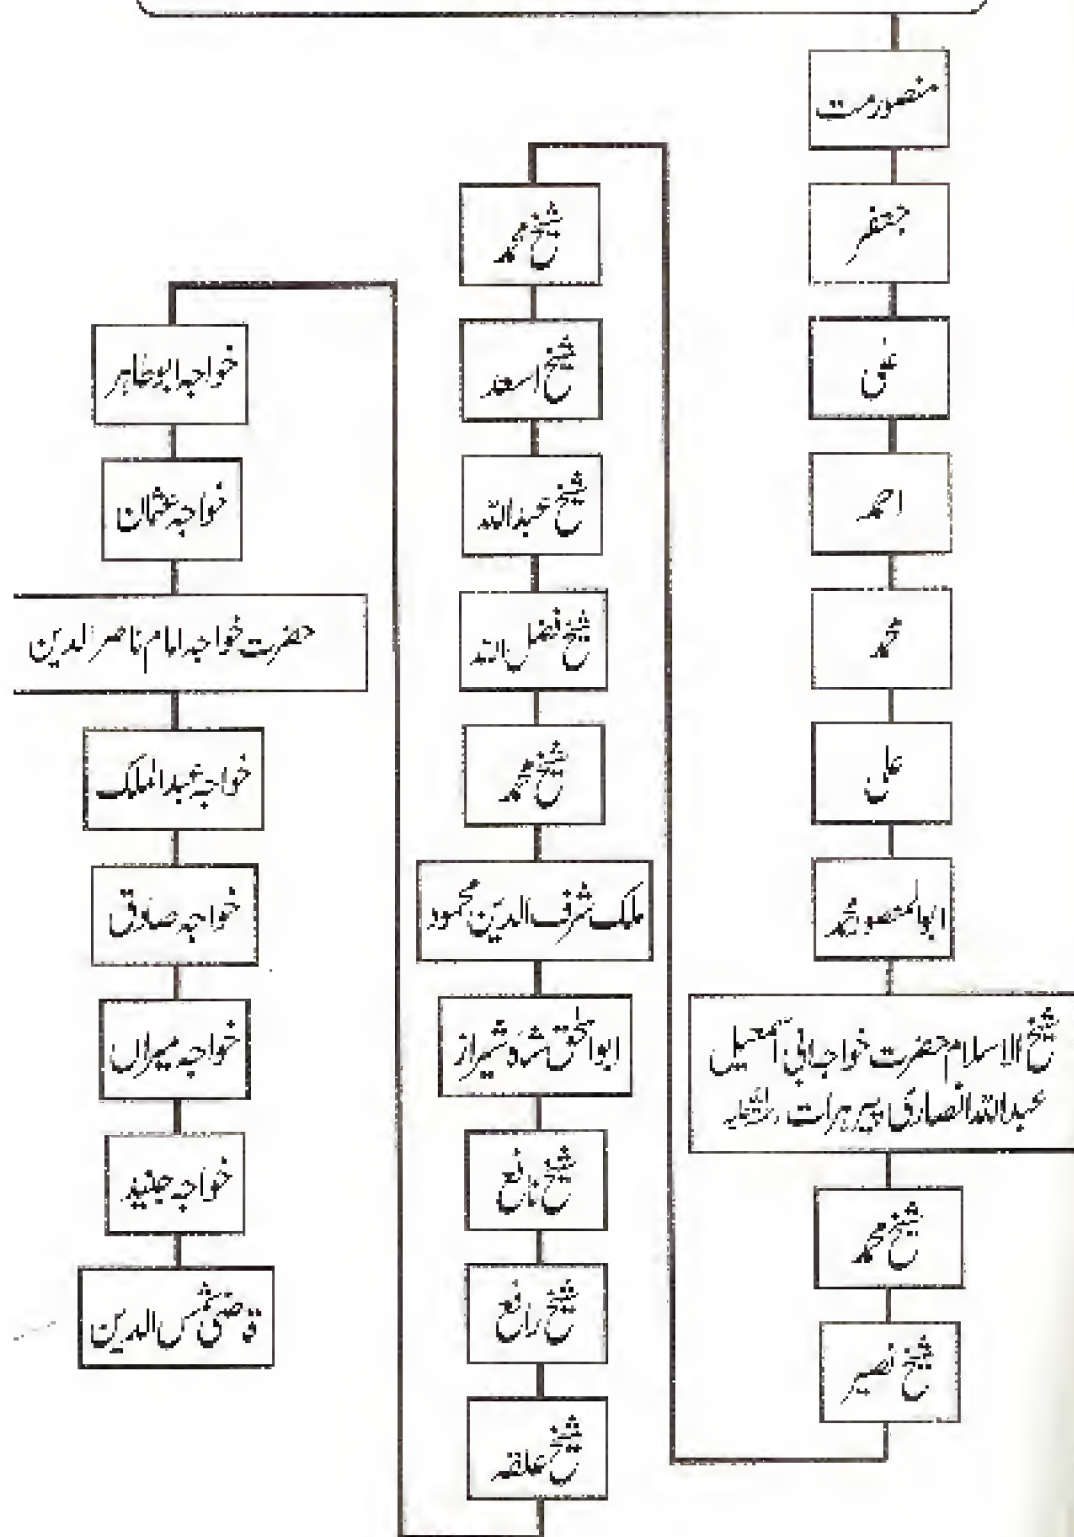 منصورمت
جعفر
علی
احمد
محمد
علی
ابوالمنصور محمد
شیخ الاسلام حضرت خواجہ ابی اسمٰعیل
عبداللہ انصاری پیر ہرات رحمۃ اللہ علیہ
شیخ محمد
شیخ نصیر
شیخ محمد
شیخ اسعد
شیخ عبداللہ
شیخ فضل اللہ
شیخ محمد
ملک شرف الدین محمود
ابواسحٰق شاہ شیراز
شیخ نافع
شیخ رافع
شیخ علقمہ
خواجہ ابوطاہر
خواجہ عثمان
حضرت خواجہ امام ناصر الدین
خواجہ عبدالملک
خواجہ صادق
خواجہ میراں
خواجہ جنید
قاضی شمس الدین